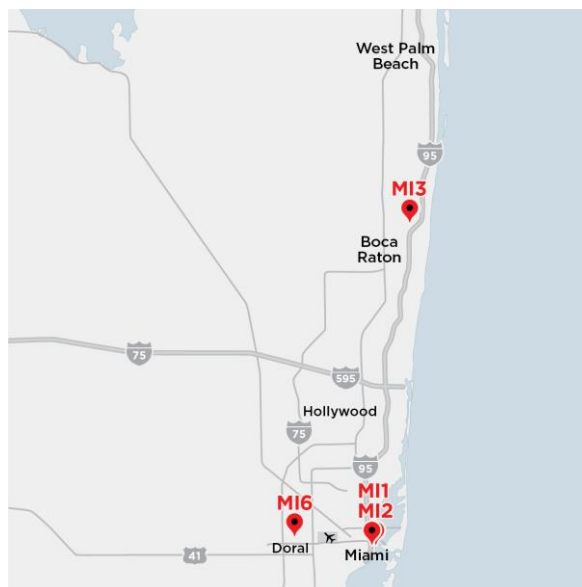 West Palm
Beach
95
MI3
Boca
Raton
75
595
Hollywood
75
95
MI1
MI2
MI6
Doral
Miami
41